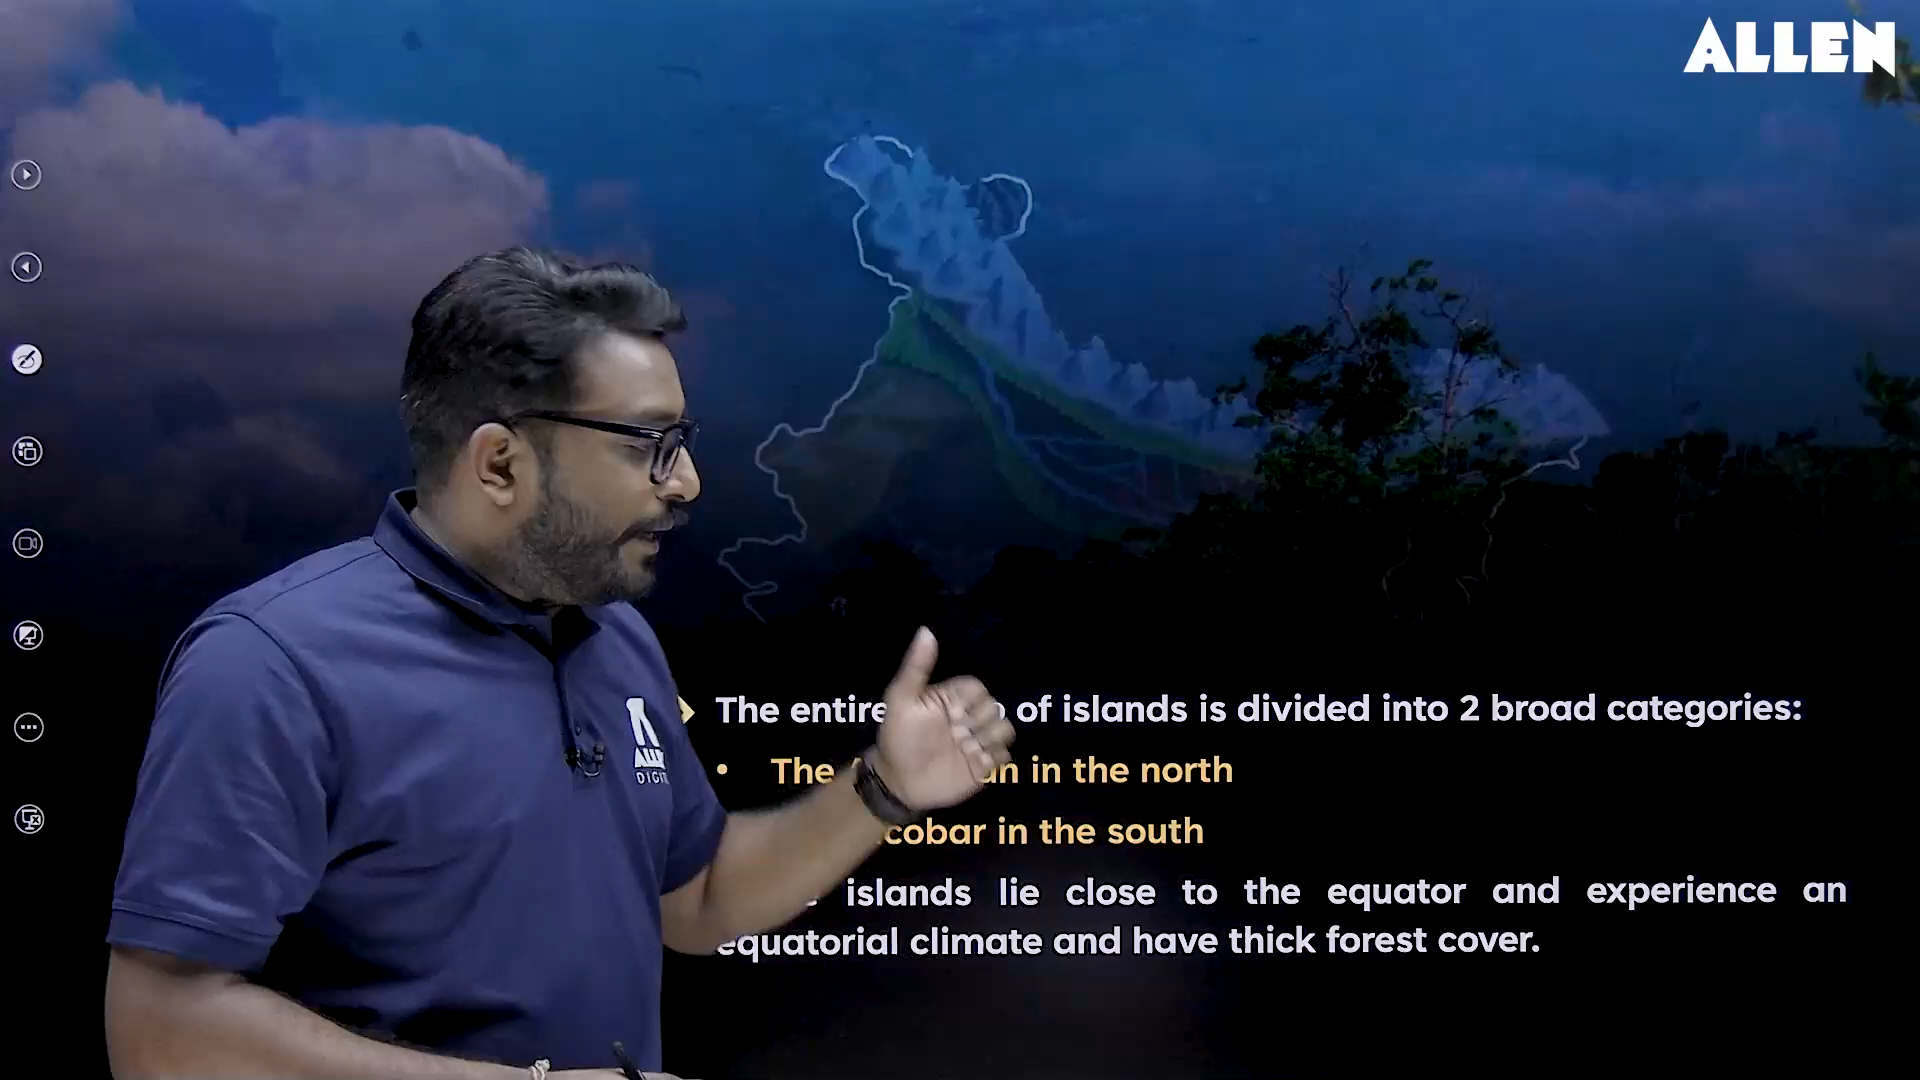 ALLEN
The entire of islands is divided into 2 broad categories:
• The in the north
in the south
islands lie close to the equator and experience an
equatorial climate and have thick forest cover.